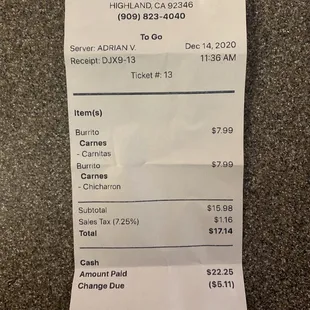 HIGHLAND, CA 92346
(909) 823-4040
To Go
Server: ADRIAN V. Dec 14, 2020
Receipt: DJX9-13 11:36 AM
Ticket #: 13
Item(s)
Burrito $7.99
Carnes
- Carnitas
Burrito $7.99
Carnes
- Chicharron
Subtotal $15.98
Sales Tax (7.25%) $1.16
Total $17.14
Cash
Amount Paid $22.25
Change Due ($5.11)